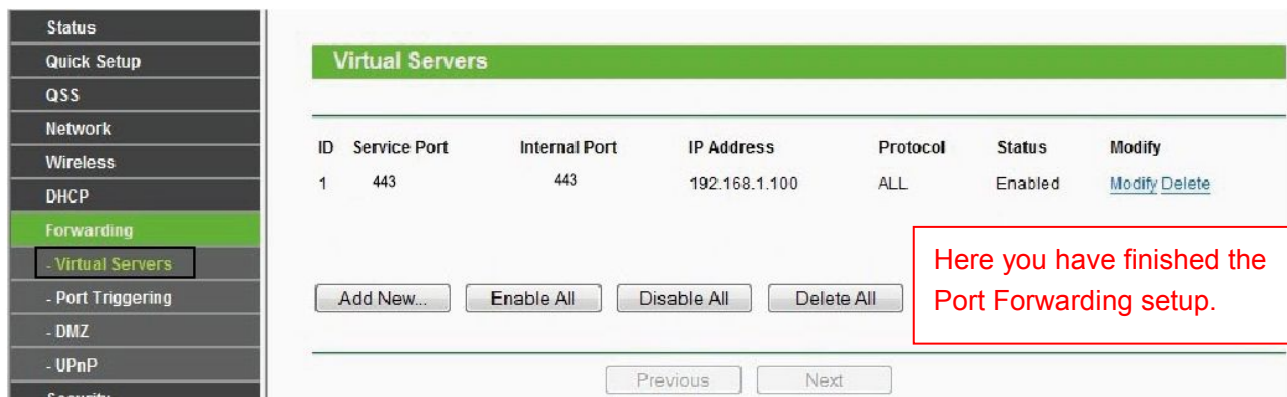 Status
Quick Setup
QSS
Network
Wireless
DHCP
Forwarding
- Virtual Servers
- Port Triggering
- DMZ
- UPnP
Security
Virtual Servers
ID Service Port Internal Port IP Address Protocol Status Modify
1 443 443 192.168.1.100 ALL Enabled Modify Delete
Add New... Enable All Disable All Delete All
Here you have finished the
Port Forwarding setup.
Previous Next